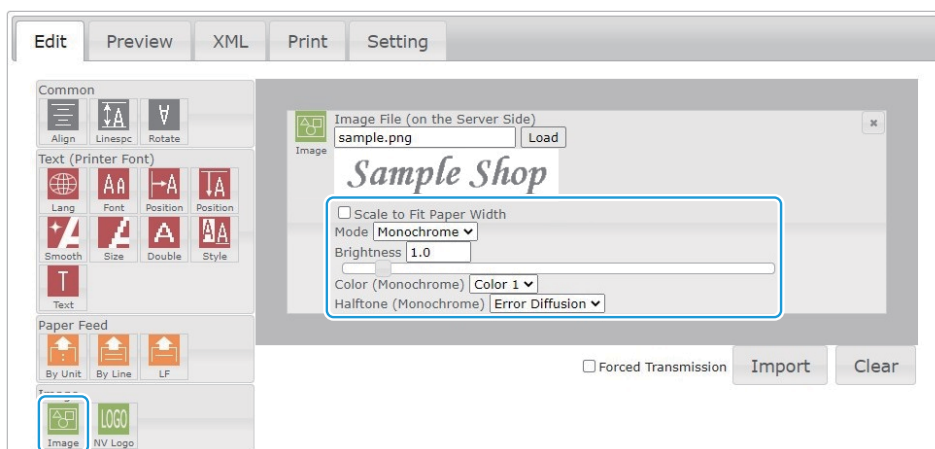 Edit Preview XML Print Setting
Common
Align Linespc Rotate
Text (Printer Font)
Lang Font Position Position
Smooth Size Double Style
Text
Paper Feed
By Unit By Line LF
Image
LOGO
Image NV Logo
Image File (on the Server Side)
Image
sample.png Load
Sample Shop
Scale to Fit Paper Width
Mode Monochrome
Brightness 1.0
Color (Monochrome) Color 1
Halftone (Monochrome) Error Diffusion
Forced Transmission Import Clear